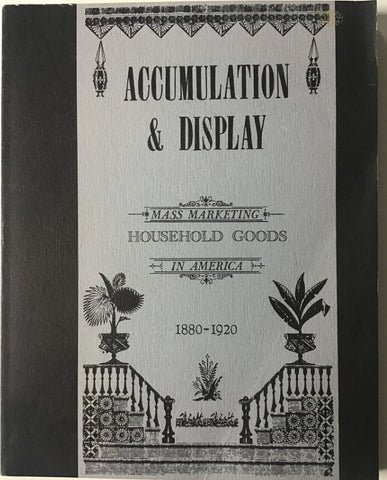 ACCUMULATION
& DISPLAY
MASS MARKETING
HOUSEHOLD GOODS
IN AMERICA
1880-1920